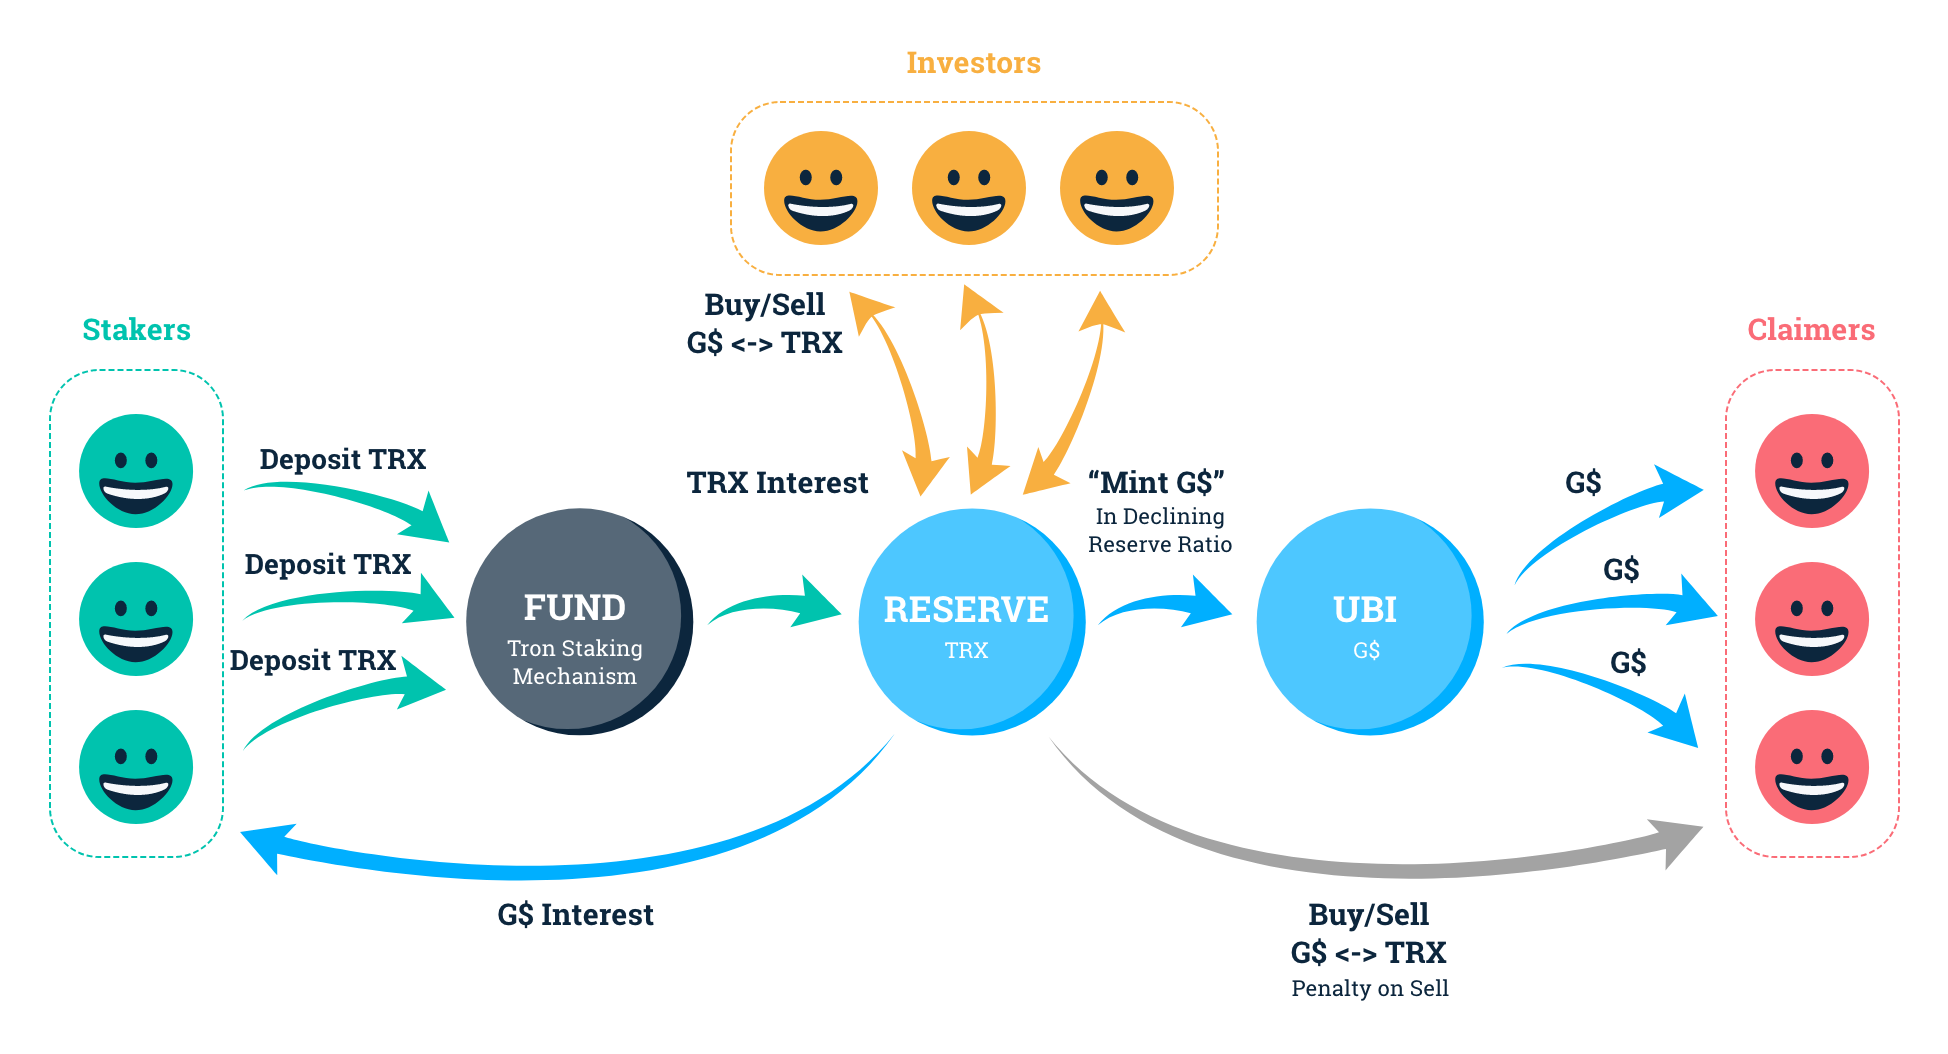 Investors
Buy/Sell
G$ <-> TRX
Stakers
Claimers
Deposit TRX
Deposit TRX
Deposit TRX
FUND
Tron Staking
Mechanism
TRX Interest
RESERVE
TRX
“Mint G$”
In Declining
Reserve Ratio
UBI
G$
G$
G$
G$
G$ Interest
Buy/Sell
G$ <-> TRX
Penalty on Sell